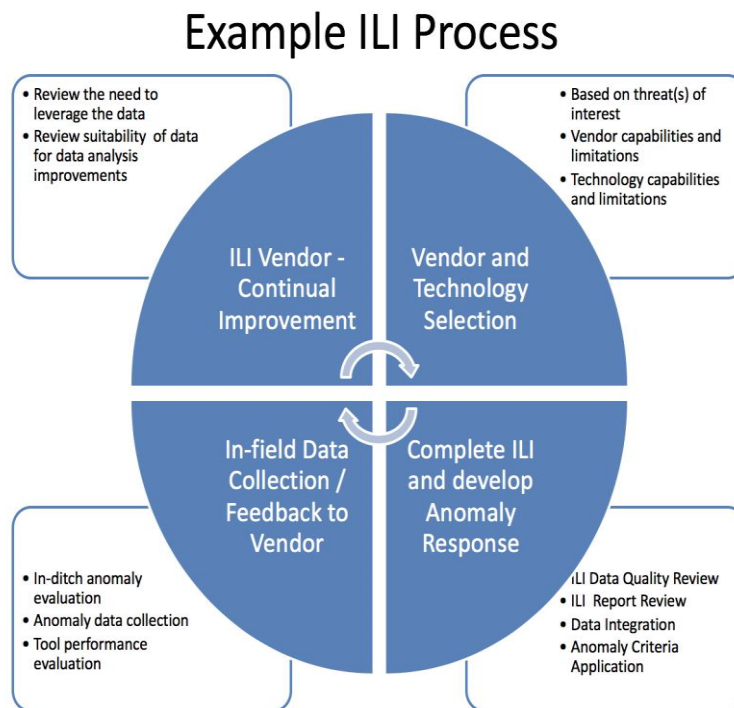 Example ILI Process
• Review the need to
leverage the data
• Review suitability of data
for data analysis
improvements
• Based on threat(s) of
interest
• Vendor capabilities and
limitations
• Technology capabilities
and limitations
ILI Vendor -
Continual
Improvement
Vendor and
Technology
Selection
In-field Data
Collection /
Feedback to
Vendor
Complete ILI
and develop
Anomaly
Response
• In-ditch anomaly
evaluation
• Anomaly data collection
• Tool performance
evaluation
• ILI Data Quality Review
• ILI Report Review
• Data Integration
• Anomaly Criteria
Application